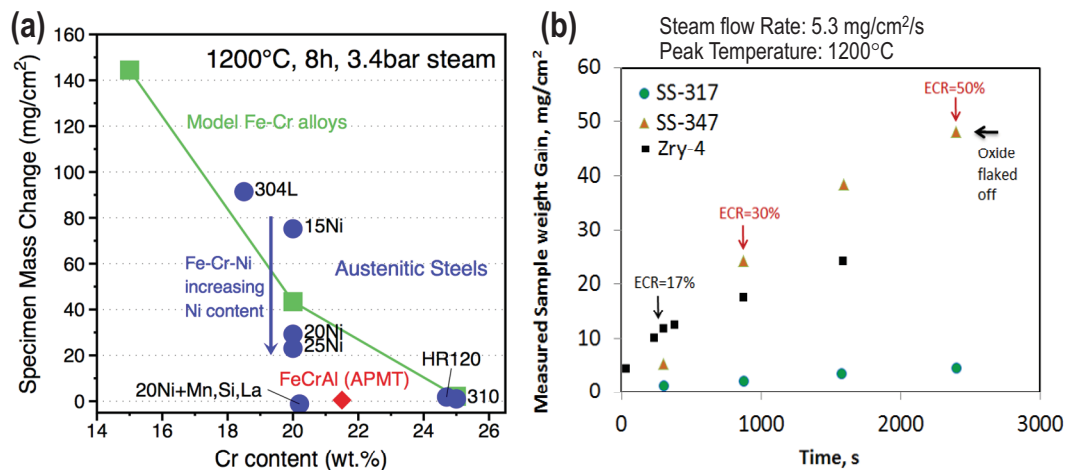 (a)
Specimen Mass Change (mg/cm²)
160
140
120
100
80
60
40
20
0
1200°C, 8h, 3.4bar steam
Model Fe-Cr alloys
304L
15Ni
Fe-Cr-Ni
increasing
Ni content
Austenitic Steels
20Ni
25Ni
HR120
FeCrAl (APMT)
20Ni+Mn,Si,La
310
14
16
18
20
22
24
26
Cr content (wt.%)
(b)
Steam flow Rate: 5.3 mg/cm²/s
Peak Temperature: 1200°C
Measured Sample weight Gain, mg/cm²
60
50
40
30
20
10
0
SS-317
SS-347
Zry-4
ECR=50%
Oxide
flaked
off
ECR=30%
ECR=17%
0
1000
2000
3000
Time, s